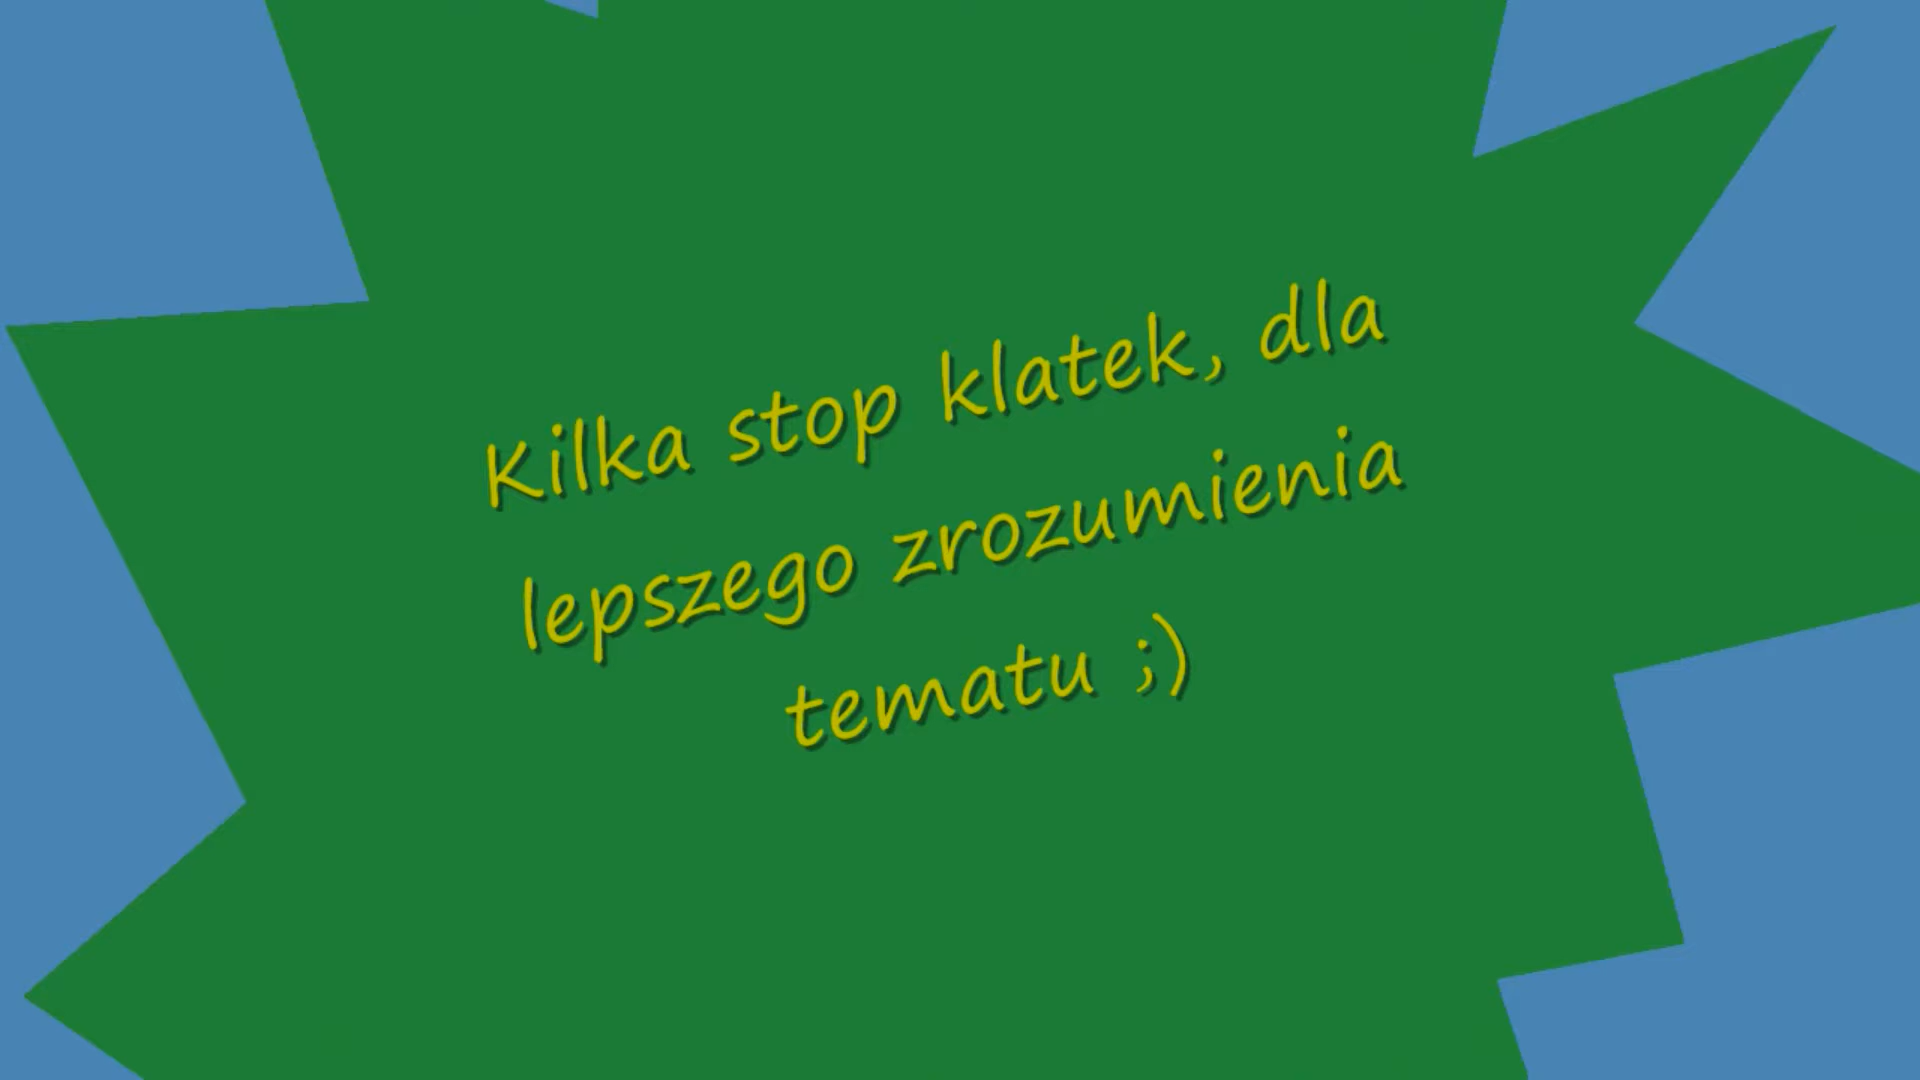 Kilka stop klatek, dla
lepszego zrozumienia
tematu ;)